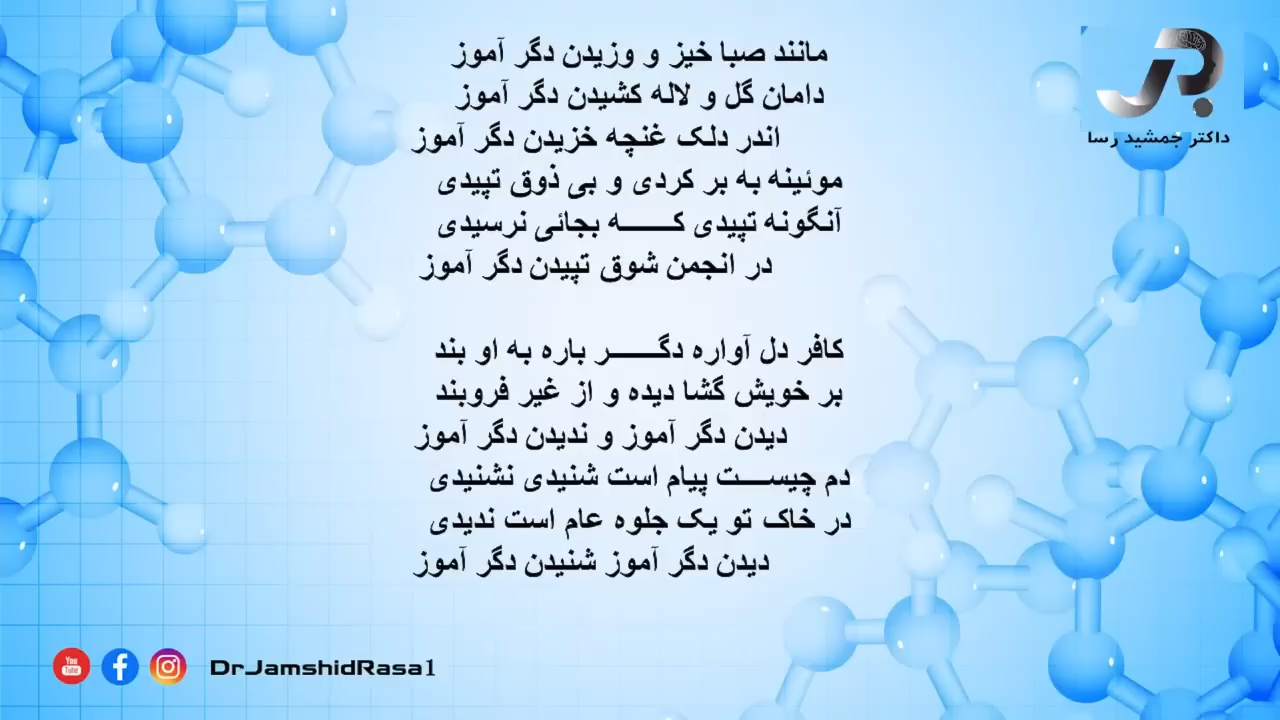 مانند صبا خیز و وزیدن دگر آموز
دامان گل و لاله کشیدن دگر آموز
اندر دلک غنچه خزیدن دگر آموز
موئینه به بر کردی و بی ذوق تپیدی
آنگونه تپیدی کــــه بجائی نرسیدی
در انجمن شوق تپیدن دگر آموز
کافر دل آواره دگــــر باره به او بند
بر خویش گشا دیده و از غیر فروبند
دیدن دگر آموز و ندیدن دگر آموز
دم چیســـت پیام است شنیدی نشنیدی
در خاک تو یک جلوه عام است ندیدی
دیدن دگر آموز شنیدن دگر آموز
داکتر جمشید رسا
You Tube
DrJamshidRasa1